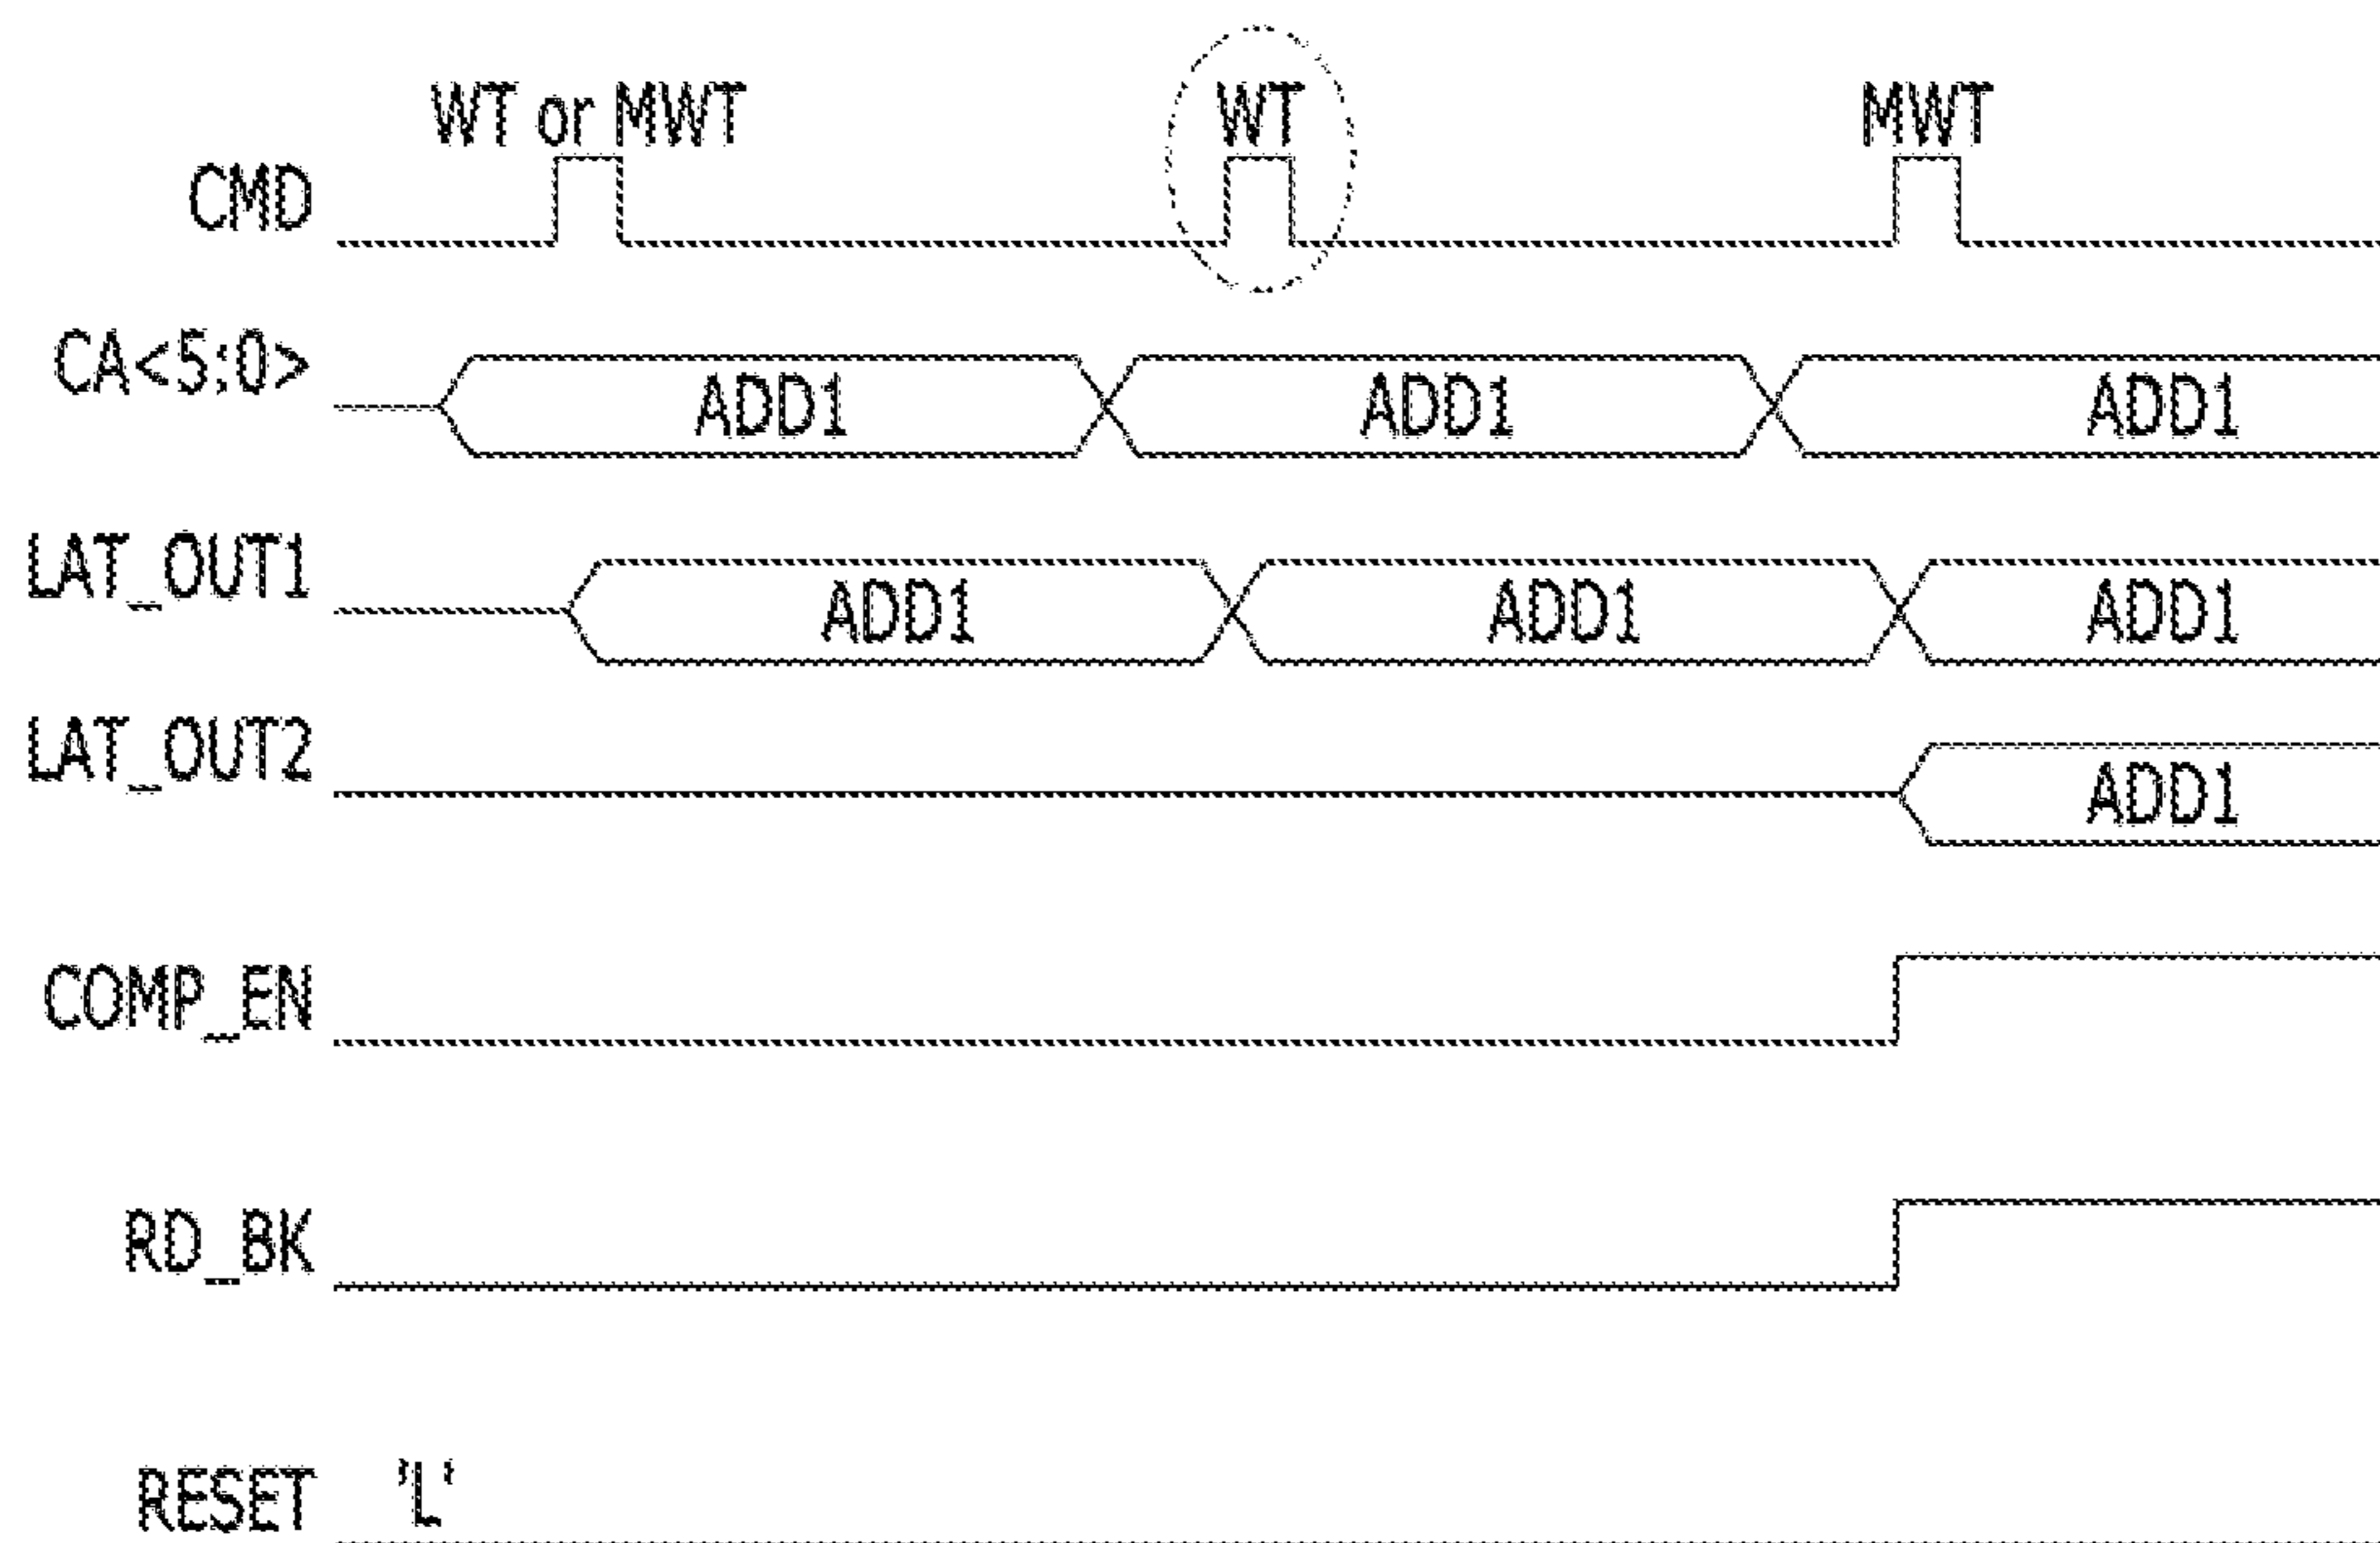 WT or MWT WT MWT
CMD
CA<5:0> ADD1 ADD1 ADD1
LAT_OUT1 ADD1 ADD1 ADD1
LAT_OUT2 ADD1
COMP_EN
RD_BK
RESET 'L'